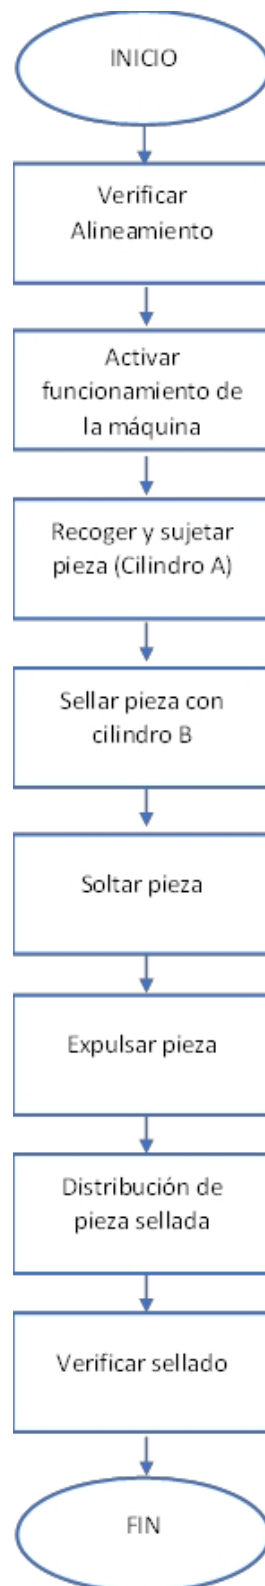 INICIO
Verificar
Alineamiento
Activar
funcionamiento de
la máquina
Recoger y sujetar
pieza (Cilindro A)
Sellar pieza con
cilindro B
Soltar pieza
Expulsar pieza
Distribución de
pieza sellada
Verificar sellado
FIN